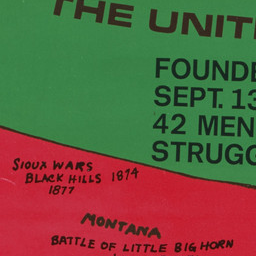 THE UNIT
FOUNDE
SEPT. 13
42 MEN
STRUGG
SIOUX WARS
BLACK HILLS 1874
1877
MONTANA
BATTLE OF LITTLE BIG HORN